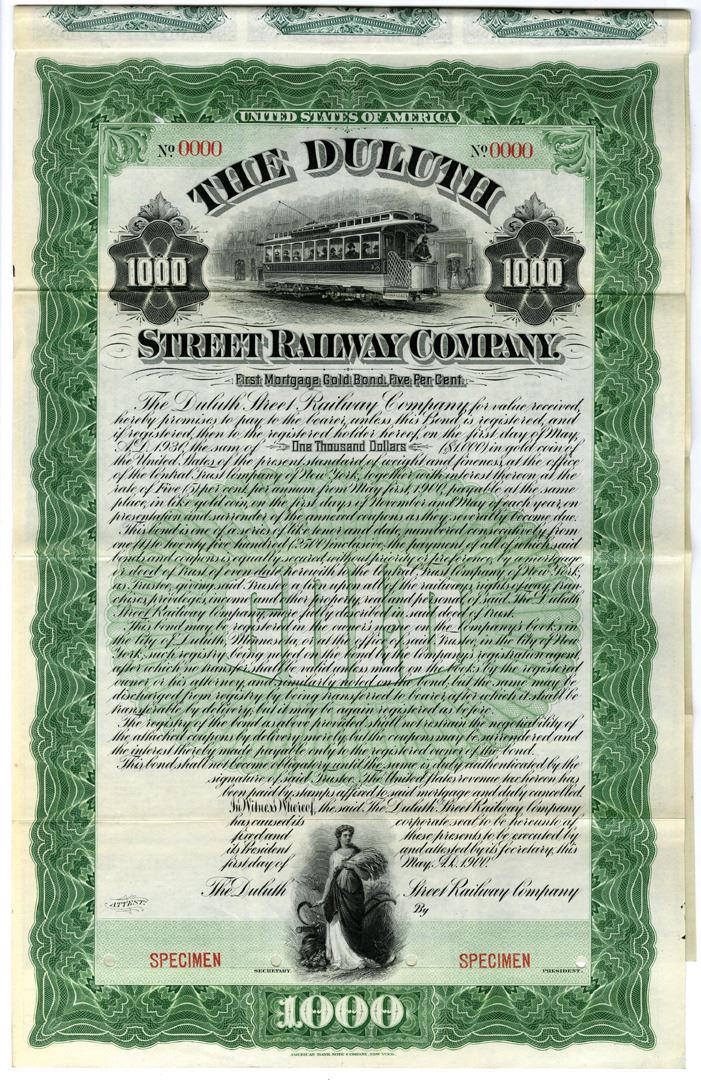 UNITED STATES OF AMERICA
No. 0000 No. 0000
THE DULUTH
1000 1000
STREET RAILWAY COMPANY.
First Mortgage Gold Bond, Five Per Cent.
The Duluth Street Railway Company, for value received,
hereby promises to pay to the bearer, unless this Bond is registered, and
if registered, then to the registered holder hereof, on the first day of May,
A.D. 1930, the sum of One Thousand Dollars ($1,000) in gold coin of
the United States of the present standard of weight and fineness, at the office
of the Central Trust Company of New York, together with interest thereon at the
rate of Five (5) per cent. per annum from May first, 1900, payable at the same
place, in like gold coin, on the first days of November and May of each year, on
presentation and surrender of the annexed coupons as they severally become due.
This bond is one of a series of like tenor and date, numbered consecutively from
one (1) to twenty five hundred (2500) inclusive, the payment of all of which said
bonds and coupons is equally secured without priority or preference, by a mortgage
or deed of Trust of even date herewith to the Central Trust Company of New York,
as Trustee, giving said Trustee a lien upon all the railways, rails, equip, fran
chises, privileges, and other property, real and personal of said The Duluth
Street Railway Company, more fully described in said deed of Trust.
This bond may be registered in the owner's name on the company's books, in
the City of Duluth, Minnesota, or at the office of the Trustee, in the City of New
York, such registry being noted on the bond by the company's registration agent,
after which no transfer shall be valid unless made on the books by the registered
owner, or his attorney, and similarly noted on the bond, but the same may be
discharged from registry by being transferred to bearer, after which it shall be
transferable by delivery, but it may be again registered as before.
The registry of the bond as above provided shall not restrain the negotiability of
the attached coupons by delivery merely but the coupons may be surrendered and
the interest thereby made payable only to the registered owner of the bond.
This bond shall not become obligatory until the same is duly authenticated by the
signature of said Trustee. The United States revenue tax hereon has
been paid by stamps affixed to said mortgage and duly cancelled.
In Witness Whereof, the said The Duluth Street Railway Company
has caused its corporate seal to be hereunto af
fixed and these presents to be executed by
its President and attested by its Secretary, this
first day of May, A.D. 1900.
The Duluth Street Railway Company
ATTEST: By
GOLD
SPECIMEN SPECIMEN
SECRETARY. PRESIDENT.
1000
AMERICAN BANK NOTE COMPANY, NEW YORK.